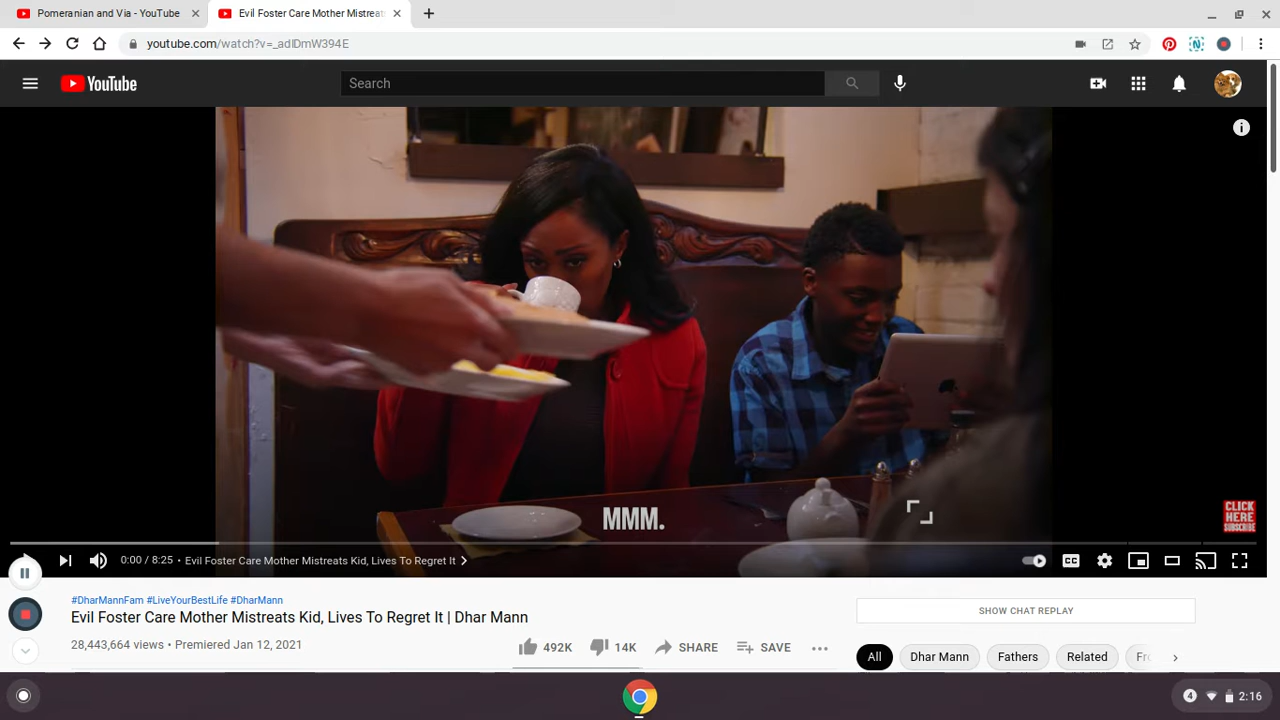 Pomeranian and Via - YouTube
Evil Foster Care Mother Mistreats
youtube.com/watch?v=_adlDmW394E
YouTube
Search
MMM.
CLICK
HERE
SUBSCRIBE
0:00 / 8:25 • Evil Foster Care Mother Mistreats Kid, Lives To Regret It
CC
#DharMannFam #LiveYourBestLife #DharMann
Evil Foster Care Mother Mistreats Kid, Lives To Regret It | Dhar Mann
28,443,664 views • Premiered Jan 12, 2021
492K
14K
SHARE
SAVE
SHOW CHAT REPLAY
All
Dhar Mann
Fathers
Related
4
2:16